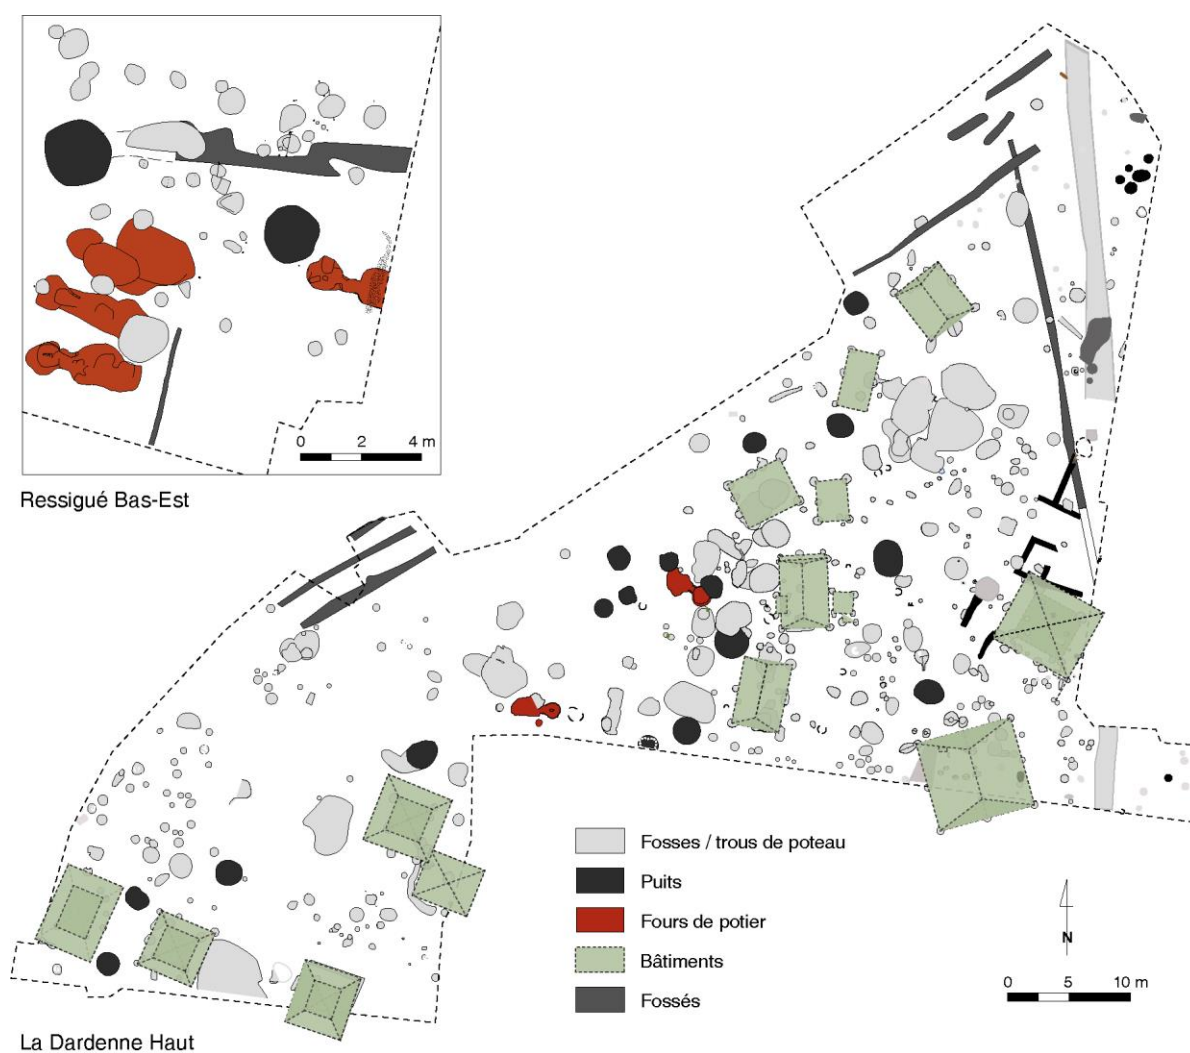 0 2 4 m
Ressigué Bas-Est
Fosses / trous de poteau
Puits
Fours de potier
Bâtiments
Fossés
N
0 5 10 m
La Dardenne Haut